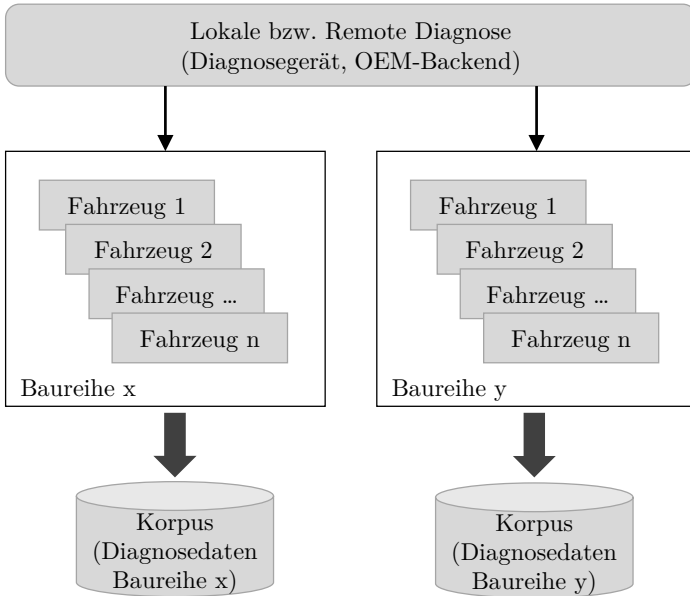 Lokale bzw. Remote Diagnose
(Diagnosegerät, OEM-Backend)
Fahrzeug 1
Fahrzeug 2
Fahrzeug ...
Fahrzeug n
Baureihe x
Fahrzeug 1
Fahrzeug 2
Fahrzeug ...
Fahrzeug n
Baureihe y
Korpus
(Diagnosedaten
Baureihe x)
Korpus
(Diagnosedaten
Baureihe y)